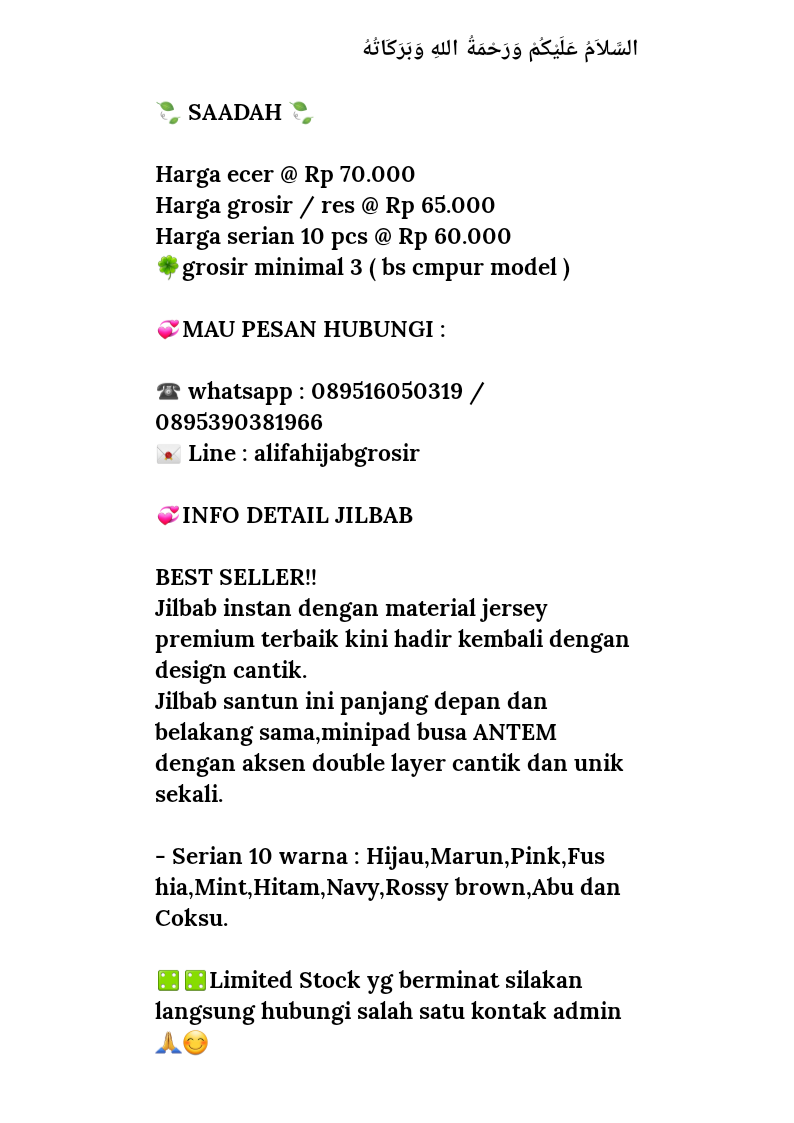 السَّلاَمُ عَلَيْكُمْ وَرَحْمَةُ اللهِ وَبَرَكَاتُهُ
🍃 SAADAH 🍃
Harga ecer @ Rp 70.000
Harga grosir / res @ Rp 65.000
Harga serian 10 pcs @ Rp 60.000
🍀grosir minimal 3 ( bs cmpur model )
💞MAU PESAN HUBUNGI :
☎ whatsapp : 089516050319 /
0895390381966
💌 Line : alifahijabgrosir
💞INFO DETAIL JILBAB
BEST SELLER!!
Jilbab instan dengan material jersey
premium terbaik kini hadir kembali dengan
design cantik.
Jilbab santun ini panjang depan dan
belakang sama,minipad busa ANTEM
dengan aksen double layer cantik dan unik
sekali.
- Serian 10 warna : Hijau,Marun,Pink,Fus
hia,Mint,Hitam,Navy,Rossy brown,Abu dan
Coksu.
Limited Stock yg berminat silakan
langsung hubungi salah satu kontak admin
🙏😊